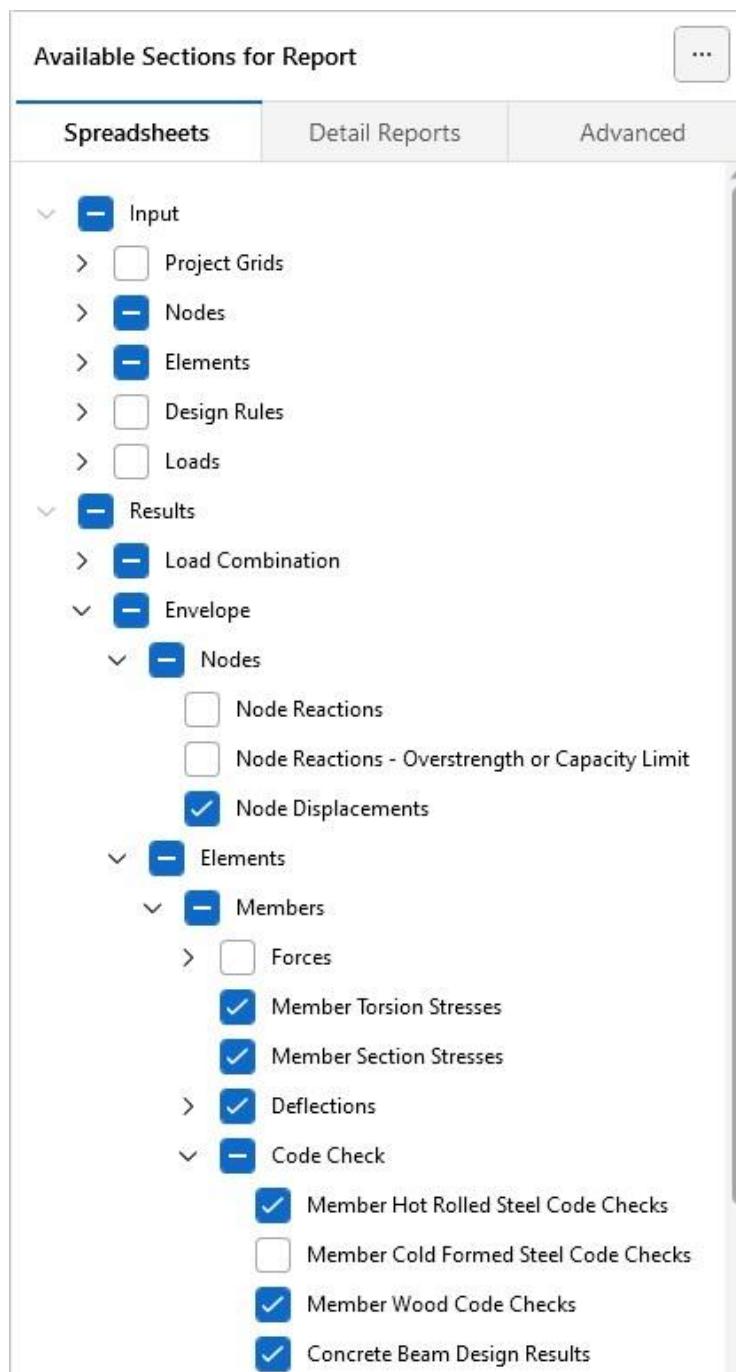 Available Sections for Report
...
Spreadsheets Detail Reports Advanced
Input
Project Grids
Nodes
Elements
Design Rules
Loads
Results
Load Combination
Envelope
Nodes
Node Reactions
Node Reactions - Overstrength or Capacity Limit
Node Displacements
Elements
Members
Forces
Member Torsion Stresses
Member Section Stresses
Deflections
Code Check
Member Hot Rolled Steel Code Checks
Member Cold Formed Steel Code Checks
Member Wood Code Checks
Concrete Beam Design Results